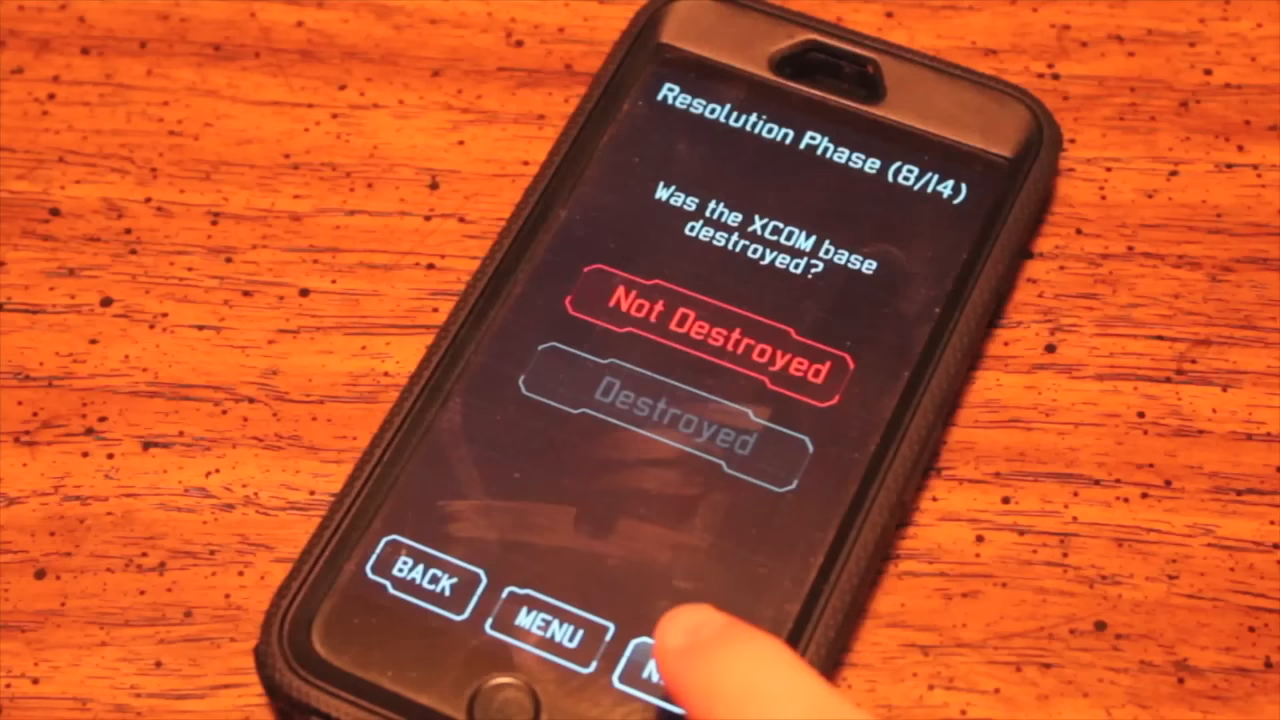 Resolution Phase (8/14)
Was the XCOM base
destroyed?
Not Destroyed
Destroyed
BACK
MENU